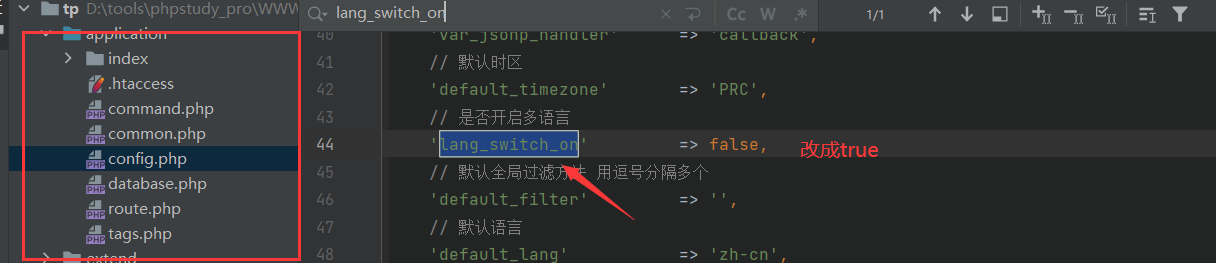 tp D:\tools\phpstudy_pro\WWW
application
index
.htaccess
command.php
common.php
config.php
database.php
route.php
tags.php
extend
lang_switch_on
Cc W .*
1/1
40 'var_jsonp_handler' => 'callback',
41 // 默认时区
42 'default_timezone' => 'PRC',
43 // 是否开启多语言
44 'lang_switch_on' => false, 改成true
45 // 默认全局过滤方法 用逗号分隔多个
46 'default_filter' => '',
47 // 默认语言
48 'default_lang' => 'zh-cn',